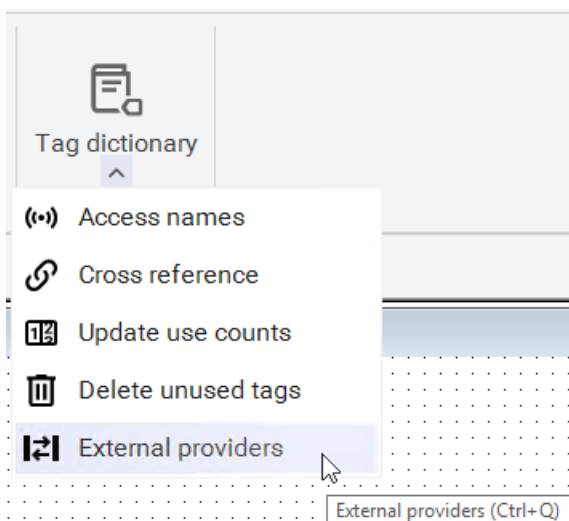 Tag dictionary
Access names
Cross reference
Update use counts
Delete unused tags
External providers
External providers (Ctrl+Q)